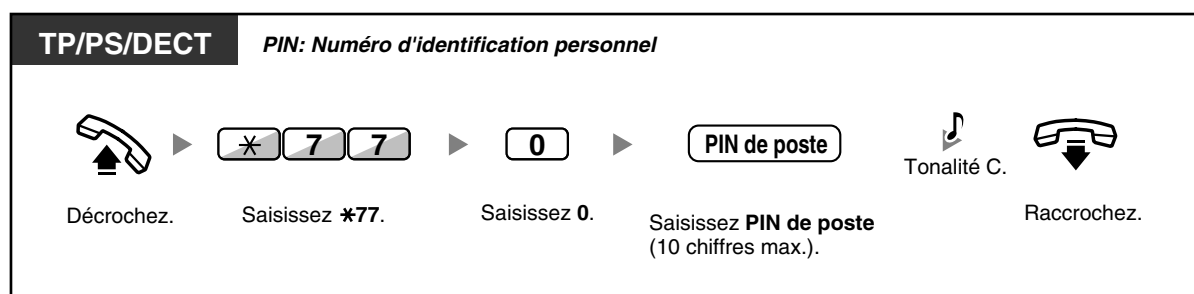 TP/PS/DECT PIN: Numéro d'identification personnel
✳ 7 7 0 PIN de poste
Tonalité C.
Décrochez. Saisissez ✳77. Saisissez 0. Saisissez PIN de poste Raccrochez.
(10 chiffres max.).